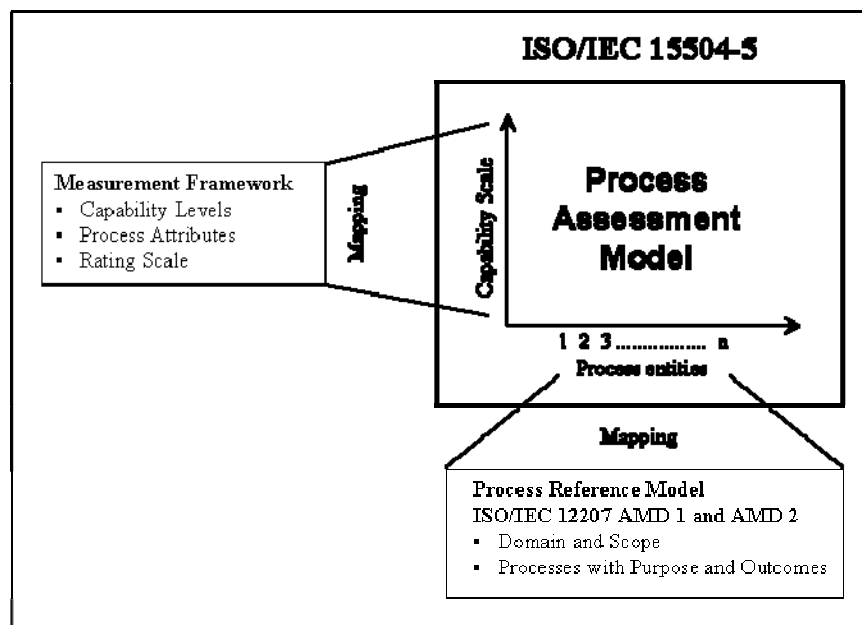 ISO/IEC 15504-5
Measurement Framework
▪ Capability Levels
▪ Process Attributes
▪ Rating Scale
Mapping
Capability Scale
Process
Assessment
Model
1 2 3.................. n
Process entities
Mapping
Process Reference Model
ISO/IEC 12207 AMD 1 and AMD 2
▪ Domain and Scope
▪ Processes with Purpose and Outcomes